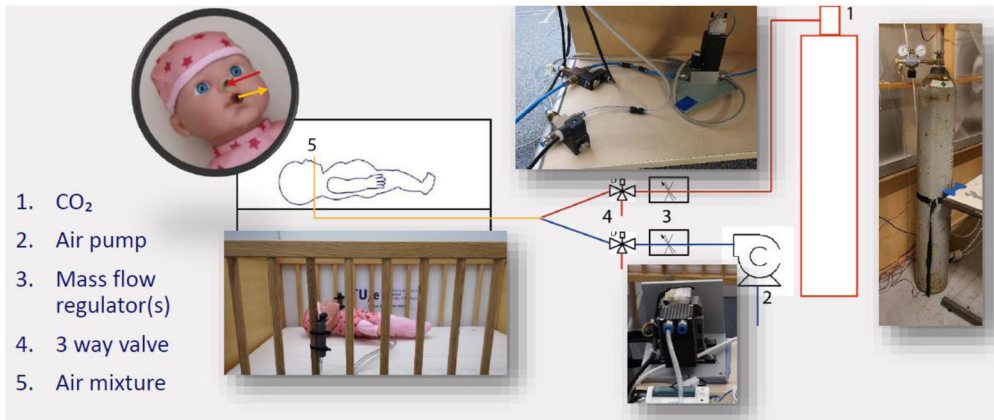 1
5
4
3
2
C
TU/e
1. CO₂
2. Air pump
3. Mass flow
regulator(s)
4. 3 way valve
5. Air mixture